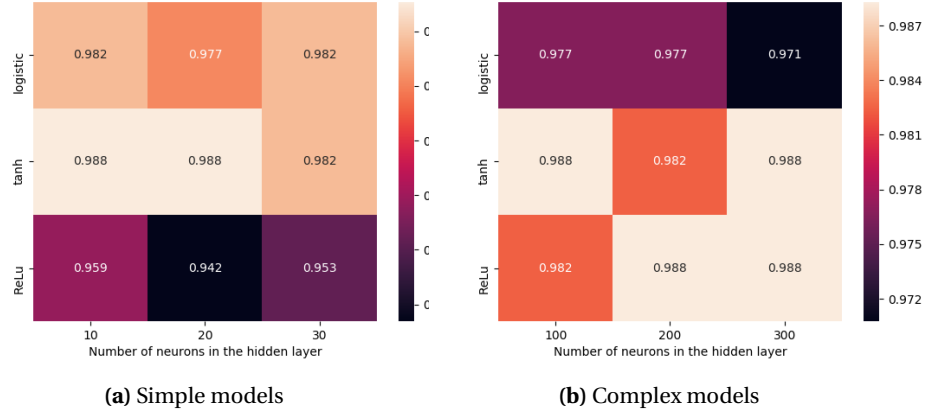 logistic
0.982 0.977 0.982
tanh
0.988 0.988 0.982
ReLu
0.959 0.942 0.953
10 20 30
Number of neurons in the hidden layer
(a) Simple models
logistic
0.977 0.977 0.971
tanh
0.988 0.982 0.988
ReLu
0.982 0.988 0.988
100 200 300
Number of neurons in the hidden layer
0.987
0.984
0.981
0.978
0.975
0.972
(b) Complex models